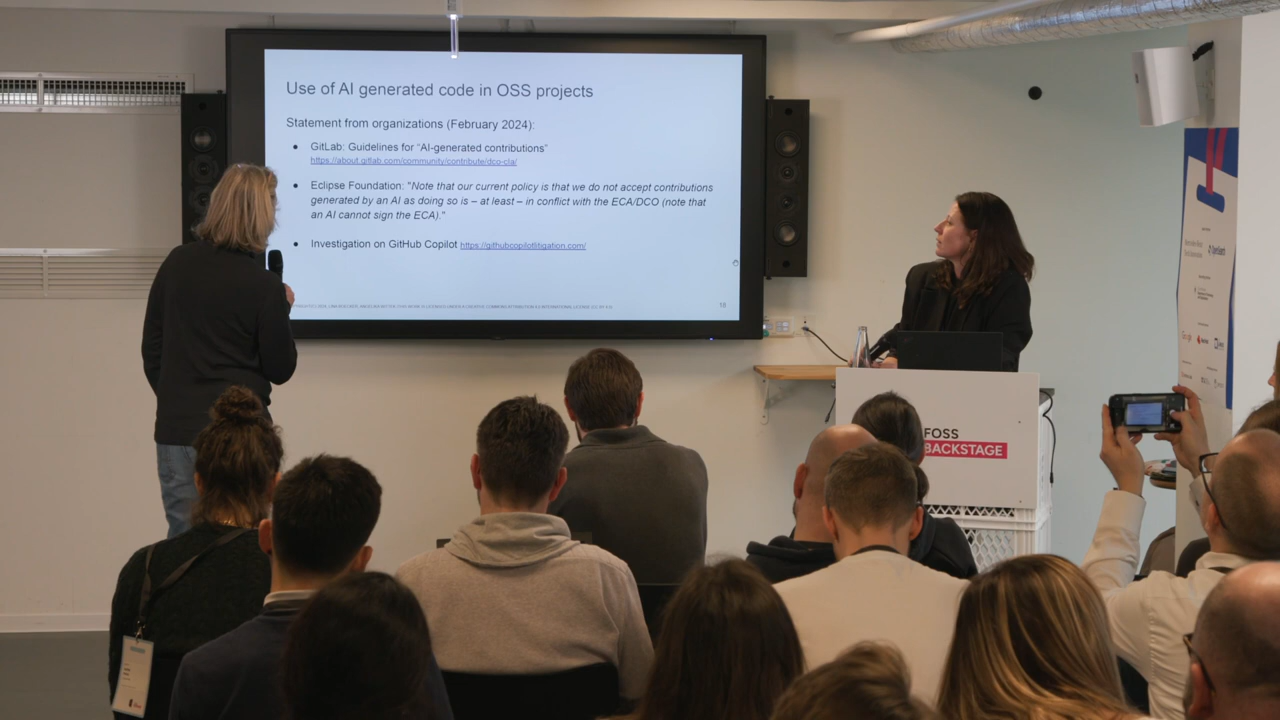 Use of AI generated code in OSS projects
Statement from organizations (February 2024):
• GitLab: Guidelines for "AI-generated contributions"
https://about.gitlab.com/community/contribute/dco-cla/
• Eclipse Foundation: "Note that our current policy is that we do not accept contributions
generated by an AI as doing so is – at least – in conflict with the ECA/DCO (note that
an AI cannot sign the ECA)."
• Investigation on GitHub Copilot https://githubcopilotlitigation.com/
18
FOSS
BACKSTAGE
Google